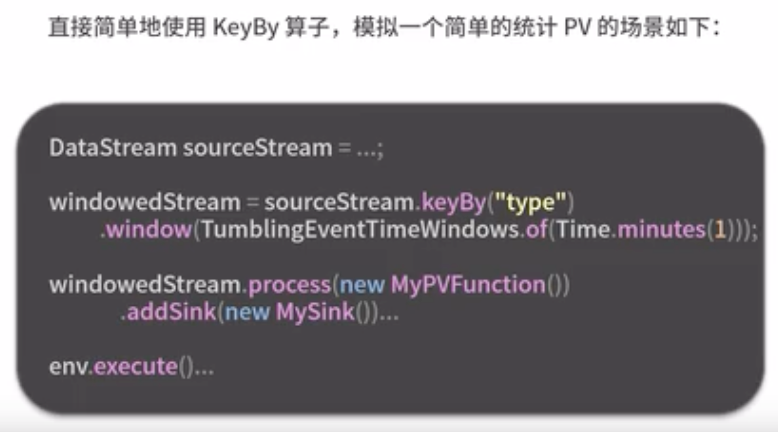 直接简单地使用 KeyBy 算子，模拟一个简单的统计 PV 的场景如下：
DataStream sourceStream = ...;
windowedStream = sourceStream.keyBy("type")
.window(TumblingEventTimeWindows.of(Time.minutes(1)));
windowedStream.process(new MyPVFunction())
.addSink(new MySink())...
env.execute()...